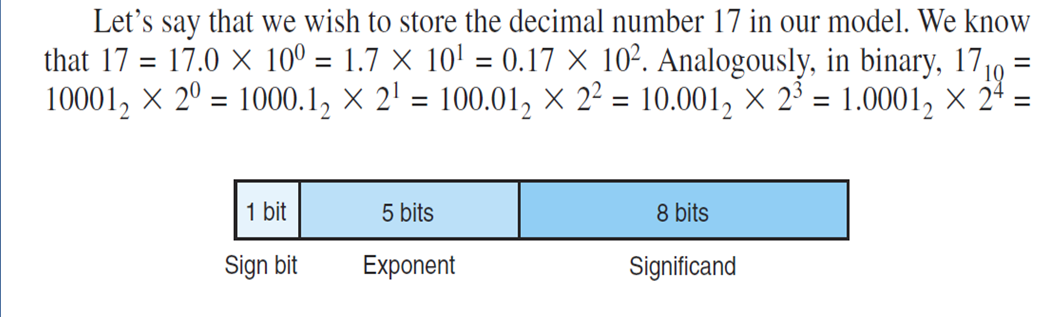 Let’s say that we wish to store the decimal number 17 in our model. We know
that 17 = 17.0 × 10⁰ = 1.7 × 10¹ = 0.17 × 10². Analogously, in binary, 17₁₀ =
10001₂ × 2⁰ = 1000.1₂ × 2¹ = 100.01₂ × 2² = 10.001₂ × 2³ = 1.0001₂ × 2⁴ =
1 bit 5 bits 8 bits
Sign bit Exponent Significand